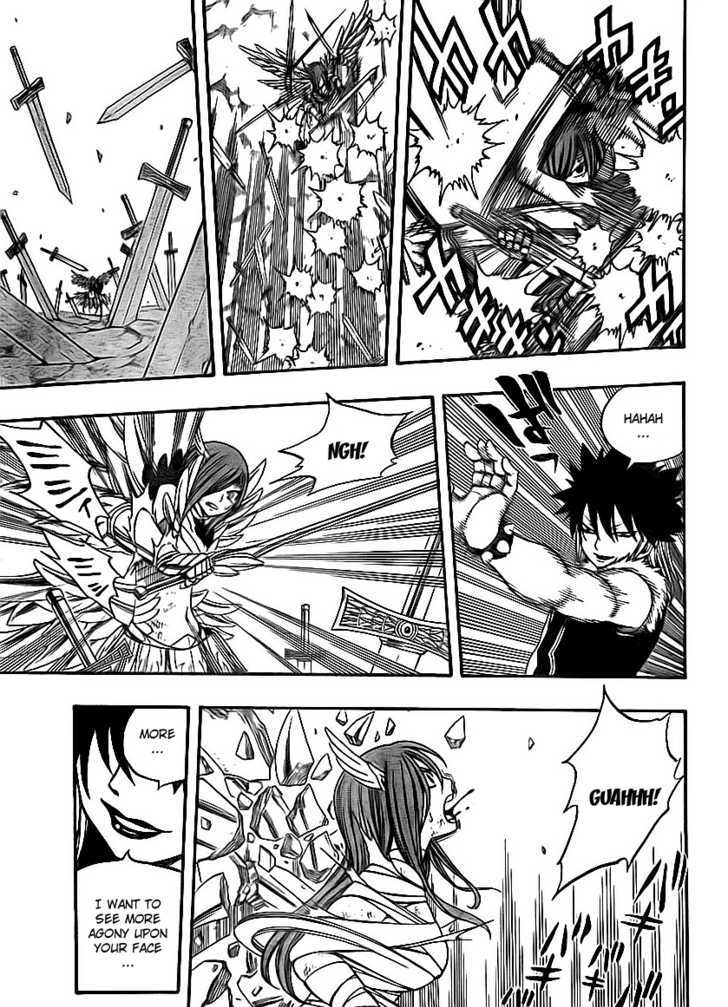 HAHAH
...
NGH!
GUAHHH!
MORE
...
I WANT TO
SEE MORE
AGONY UPON
YOUR FACE
...